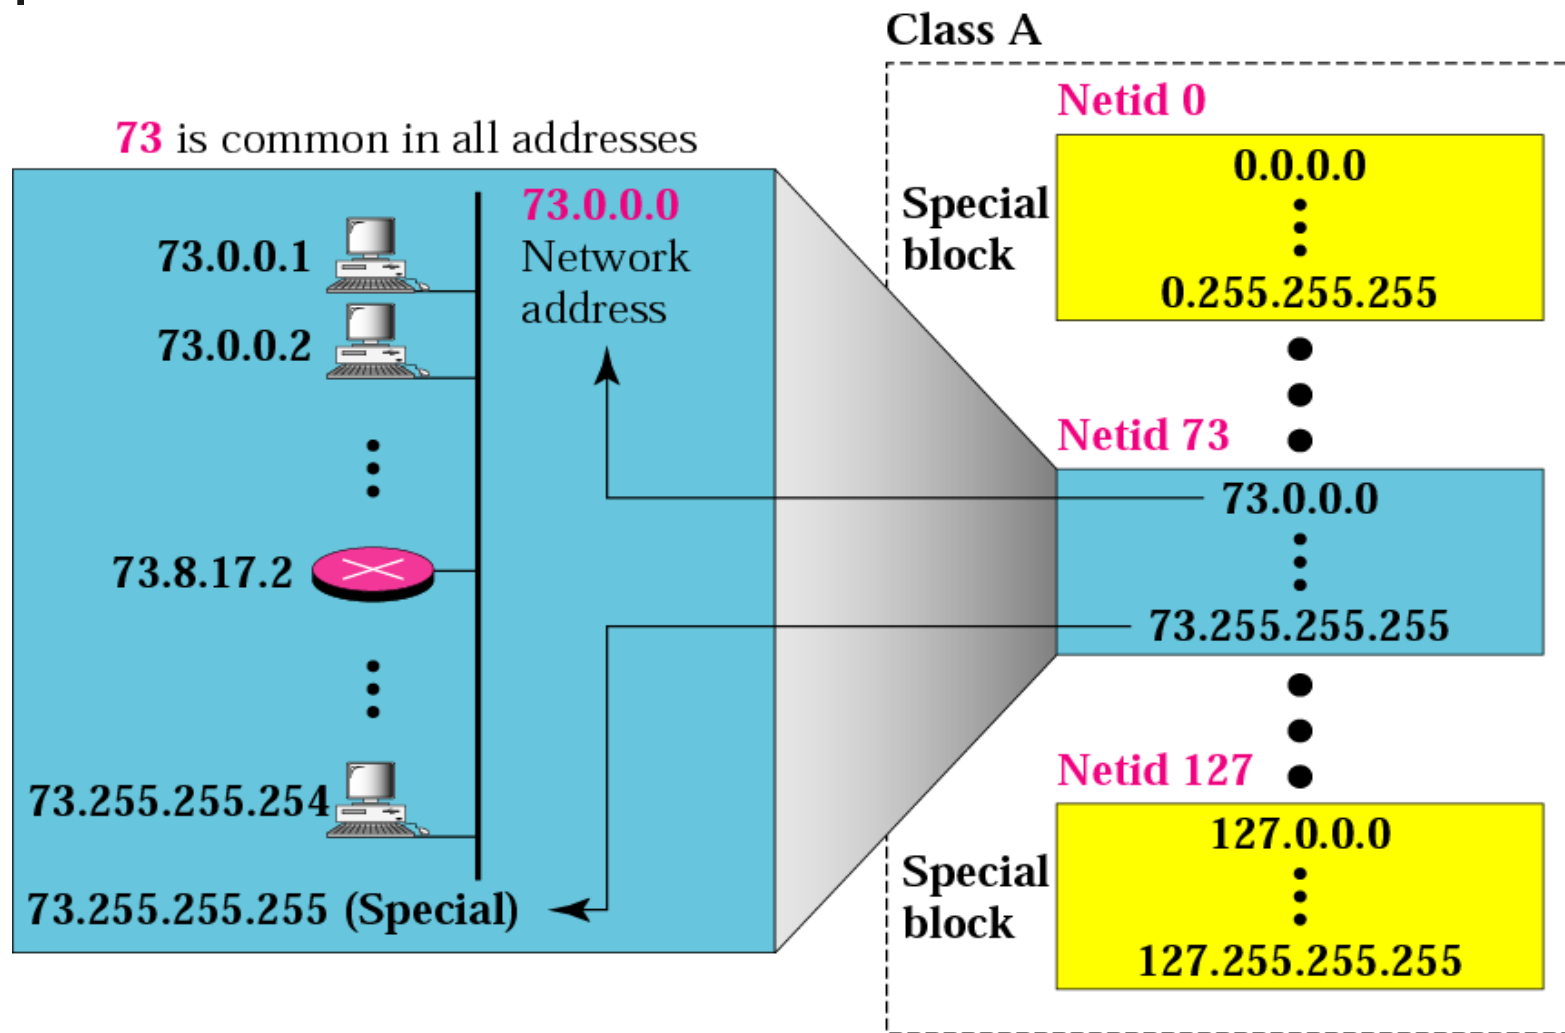 Class A
73 is common in all addresses
73.0.0.0
Network
address
73.0.0.1
73.0.0.2
73.8.17.2
73.255.255.254
73.255.255.255 (Special)
Netid 0
Special
block
0.0.0.0
0.255.255.255
Netid 73
73.0.0.0
73.255.255.255
Netid 127
Special
block
127.0.0.0
127.255.255.255